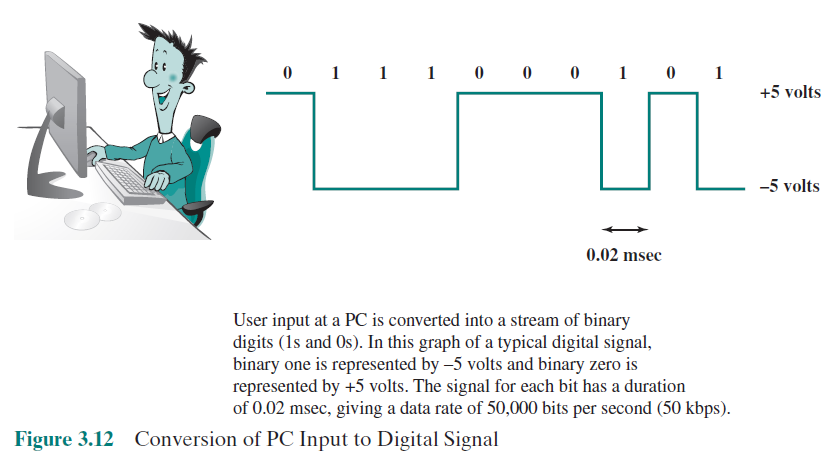 0 1 1 1 0 0 0 1 0 1
+5 volts
–5 volts
0.02 msec
User input at a PC is converted into a stream of binary
digits (1s and 0s). In this graph of a typical digital signal,
binary one is represented by –5 volts and binary zero is
represented by +5 volts. The signal for each bit has a duration
of 0.02 msec, giving a data rate of 50,000 bits per second (50 kbps).
Figure 3.12 Conversion of PC Input to Digital Signal